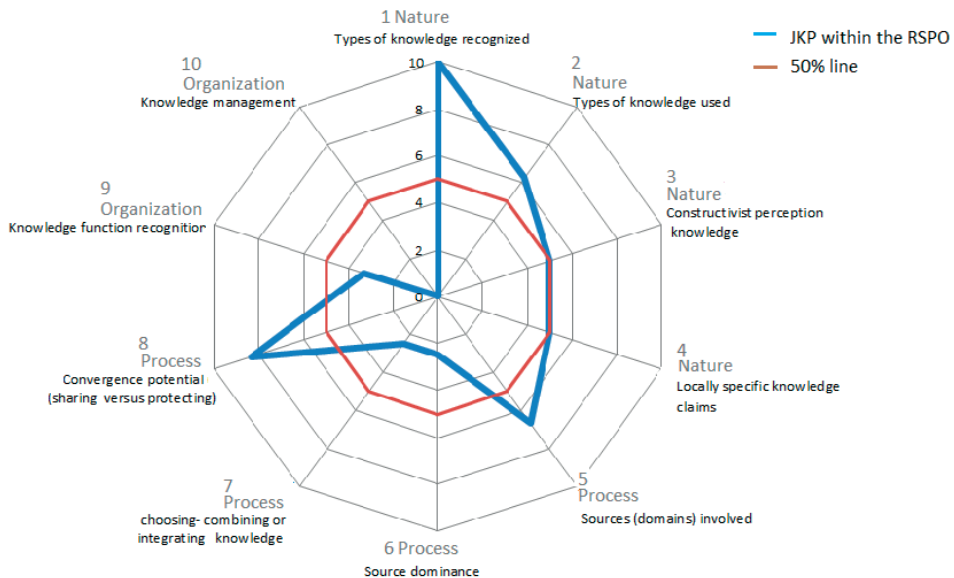 1 Nature
Types of knowledge recognized
JKP within the RSPO
50% line
10
Organization
Knowledge management
2
Nature
Types of knowledge used
10
8
6
4
2
0
3
Nature
Constructivist perception
knowledge
9
Organization
Knowledge function recognition
8
Process
Convergence potential
(sharing versus protecting)
4
Nature
Locally specific knowledge
claims
7
Process
choosing- combining or
integrating knowledge
5
Process
Sources (domains) involved
6 Process
Source dominance